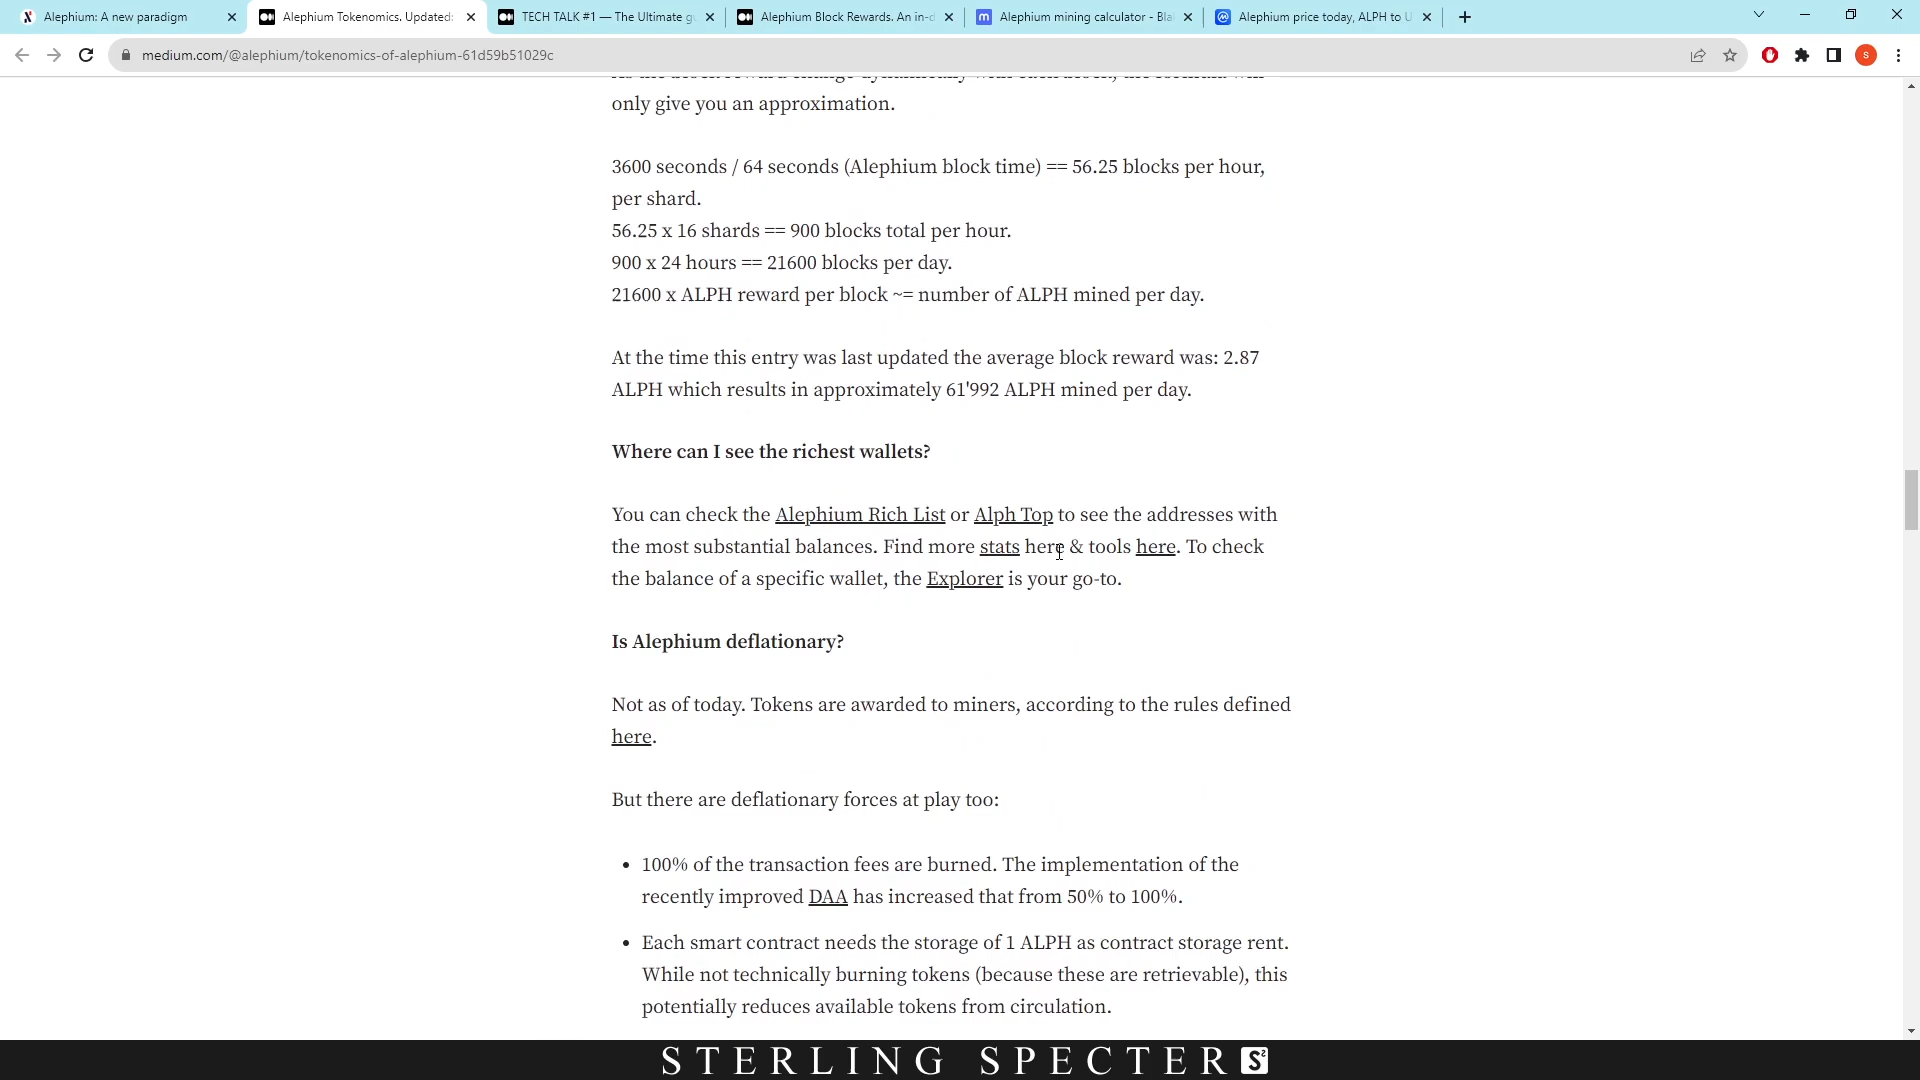 Alephium: A new paradigm
Alephium Tokenomics. Updated:
TECH TALK #1 — The Ultimate gu
Alephium Block Rewards. An in-d
Alephium mining calculator - Bla
Alephium price today, ALPH to U
medium.com/@alephium/tokenomics-of-alephium-61d59b51029c
S
only give you an approximation.
3600 seconds / 64 seconds (Alephium block time) == 56.25 blocks per hour,
per shard.
56.25 x 16 shards == 900 blocks total per hour.
900 x 24 hours == 21600 blocks per day.
21600 x ALPH reward per block ~= number of ALPH mined per day.
At the time this entry was last updated the average block reward was: 2.87
ALPH which results in approximately 61'992 ALPH mined per day.
Where can I see the richest wallets?
You can check the Alephium Rich List or Alph Top to see the addresses with
the most substantial balances. Find more stats here & tools here. To check
the balance of a specific wallet, the Explorer is your go-to.
Is Alephium deflationary?
Not as of today. Tokens are awarded to miners, according to the rules defined
here.
But there are deflationary forces at play too:
• 100% of the transaction fees are burned. The implementation of the
recently improved DAA has increased that from 50% to 100%.
• Each smart contract needs the storage of 1 ALPH as contract storage rent.
While not technically burning tokens (because these are retrievable), this
potentially reduces available tokens from circulation.
STERLING SPECTER S²